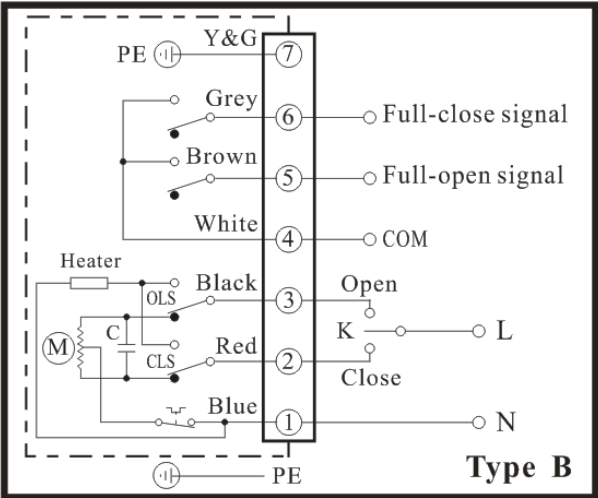 Y&G
PE
7
Grey
6
Full-close signal
Brown
5
Full-open signal
White
4
COM
Heater
OLS
Black
3
Open
M
C
K
L
CLS
Red
2
Close
Blue
1
N
PE
Type B